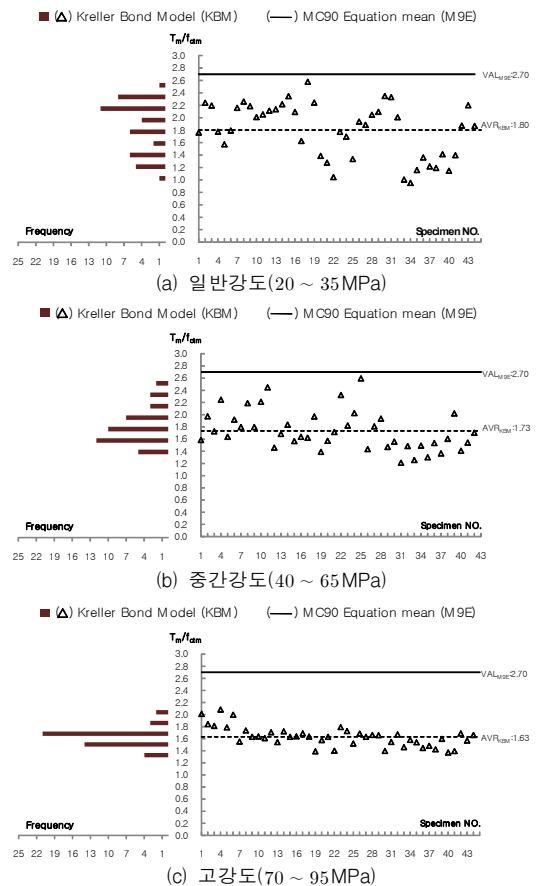 ■ (△) Kreller Bond Model (KBM) (—) MC90 Equation mean (M9E)
Tm/fctm
3.0
2.8
2.6
2.4
2.2
2.0
1.8
1.6
1.4
1.2
1.0
0.8
0.6
0.4
0.2
0.0
VALM9E:2.70
AVRKBM:1.80
Frequency
Specimen NO.
25 22 19 16 13 10 7 4 1
1 4 7 10 13 16 19 22 25 28 31 34 37 40 43
(a) 일반강도(20 ~ 35MPa)
■ (△) Kreller Bond Model (KBM) (—) MC90 Equation mean (M9E)
Tm/fctm
3.0
2.8
2.6
2.4
2.2
2.0
1.8
1.6
1.4
1.2
1.0
0.8
0.6
0.4
0.2
0.0
VALM9E:2.70
AVRKBM:1.73
Frequency
Specimen NO.
25 22 19 16 13 10 7 4 1
1 4 7 10 13 16 19 22 25 28 31 34 37 40 43
(b) 중간강도(40 ~ 65MPa)
■ (△) Kreller Bond Model (KBM) (—) MC90 Equation mean (M9E)
Tm/fctm
3.0
2.8
2.6
2.4
2.2
2.0
1.8
1.6
1.4
1.2
1.0
0.8
0.6
0.4
0.2
0.0
VALM9E:2.70
AVRKBM:1.63
Frequency
Specimen NO.
25 22 19 16 13 10 7 4 1
1 4 7 10 13 16 19 22 25 28 31 34 37 40 43
(c) 고강도(70 ~ 95MPa)